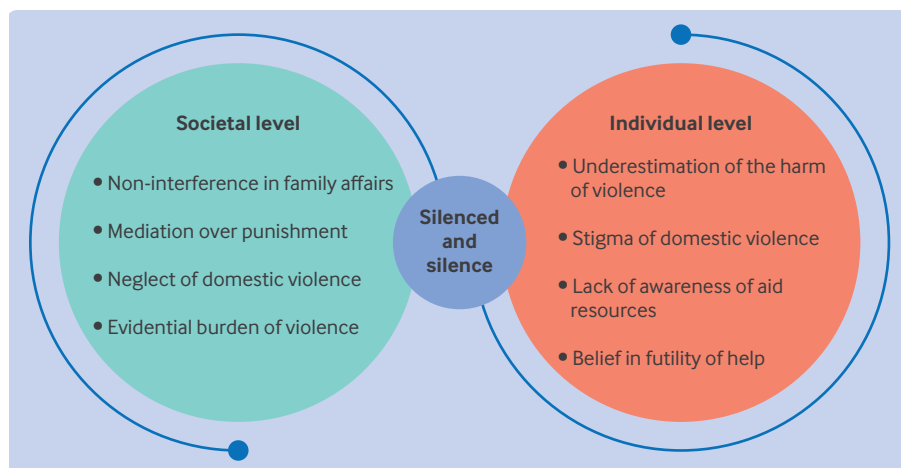 Societal level
• Non-interference in family affairs
• Mediation over punishment
• Neglect of domestic violence
• Evidential burden of violence
Silenced
and
silence
Individual level
• Underestimation of the harm
of violence
• Stigma of domestic violence
• Lack of awareness of aid
resources
• Belief in futility of help